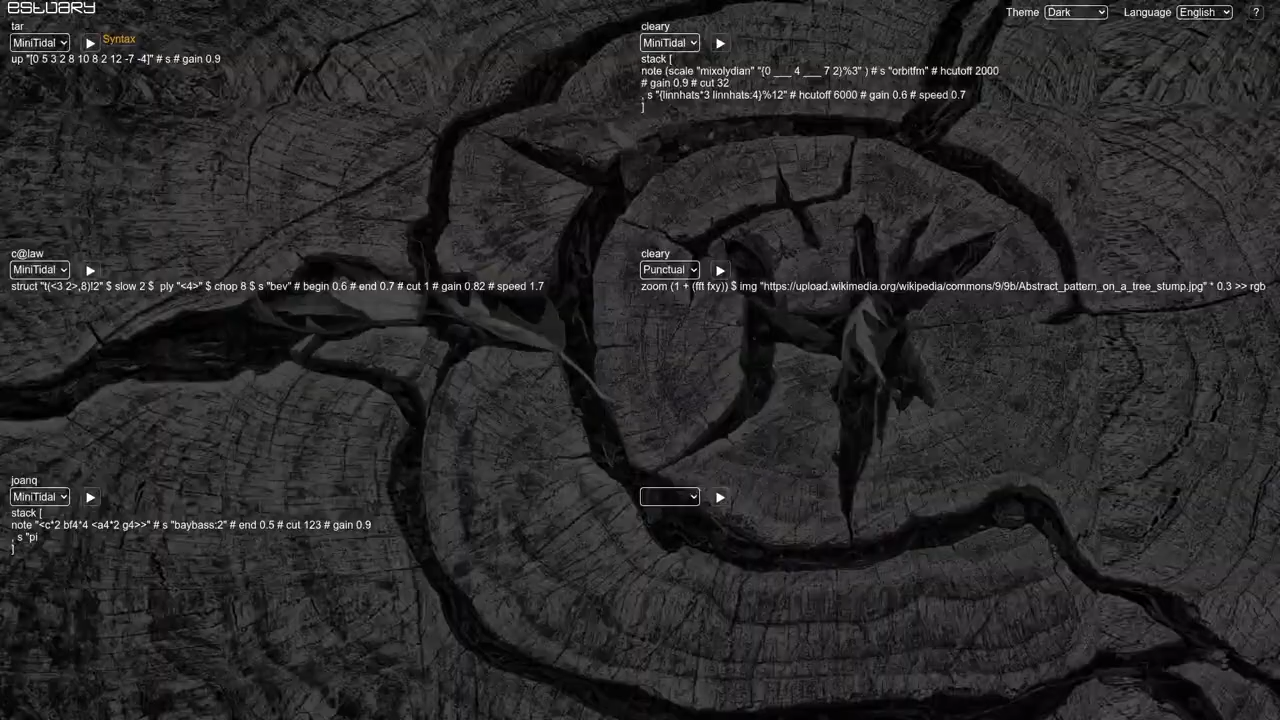 estuary
Theme Dark Language English ?
tar
MiniTidal Syntax
up "[0 5 3 2 8 10 8 2 12 -7 -4]" # s # gain 0.9
cleary
MiniTidal
stack [
note (scale "mixolydian" "{0 ___ 4 ___ 7 2}%3" ) # s "orbitfm" # hcutoff 2000
# gain 0.9 # cut 32
, s "{linnhats*3 linnhats:4}%12" # hcutoff 6000 # gain 0.6 # speed 0.7
]
c@law
MiniTidal
struct "t(<3 2>,8)!2" $ slow 2 $ ply "<4>" $ chop 8 $ s "bev" # begin 0.6 # end 0.7 # cut 1 # gain 0.82 # speed 1.7
cleary
Punctual
zoom (1 + (fft fxy)) $ img "https://upload.wikimedia.org/wikipedia/commons/9/9b/Abstract_pattern_on_a_tree_stump.jpg" * 0.3 >> rgb
joanq
MiniTidal
stack [
note "<c*2 bf4*4 <a4*2 g4>>" # s "baybass:2" # end 0.5 # cut 123 # gain 0.9
, s "pi
]